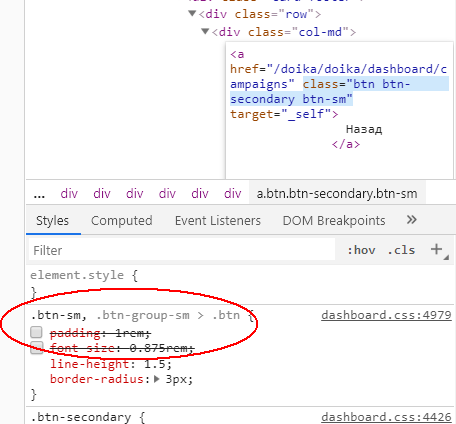 <div class="row">
<div class="col-md">
<a
href="/doika/doika/dashboard/c
ampaigns" class="btn btn-
secondary btn-sm"
target="_self">
Назад
</a>
... div div div div div div a.btn.btn-secondary.btn-sm
Styles Computed Event Listeners DOM Breakpoints »
Filter :hov .cls +
element.style {
}
.btn-sm, .btn-group-sm > .btn { dashboard.css:4979
padding: 1rem;
font-size: 0.875rem;
line-height: 1.5;
border-radius: 3px;
}
.btn-secondary { dashboard.css:4426